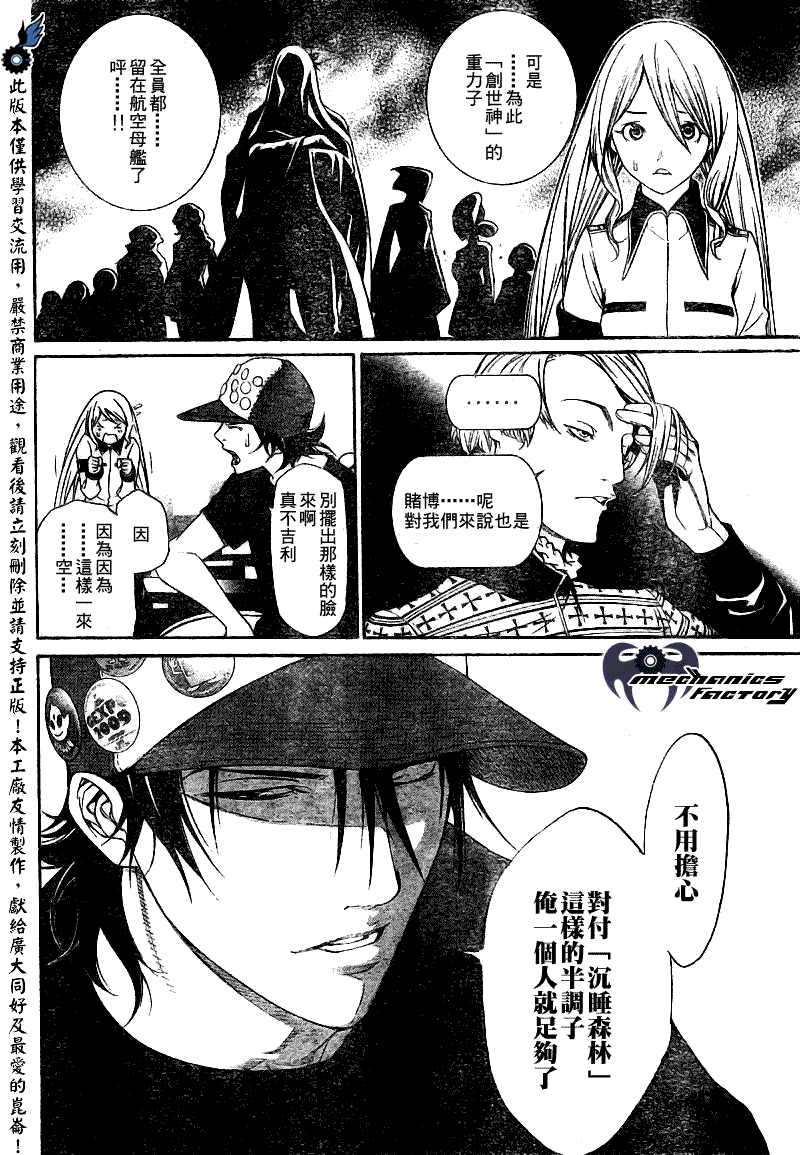 可是
……為此
「創世神」的
重力子
全員都……
留在航空母艦了
呼……!!
……
賭博……呢
對我們來說也是
別擺出那樣的臉
來啊
真不吉利
因
因為因為
……這樣一來
……空…
mechanics
Factory
GEXP
2009
不用擔心
對付「沉睡森林」
這樣的半調子
俺一個人就足夠了
此版本僅供學習交流用，嚴禁商業用途，觀看後請立刻刪除並請支持正版！本工廠友情製作，獻給廣大同好及最愛的崑崙！